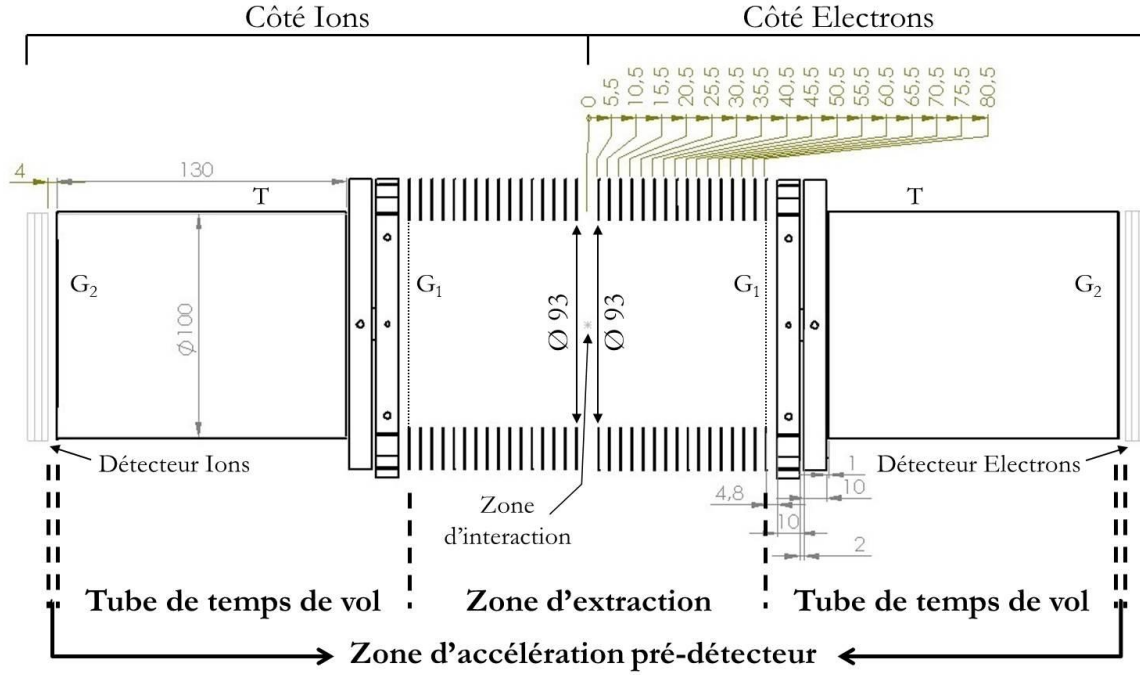 Côté Ions
Côté Electrons
0
5,5
10,5
15,5
20,5
25,5
30,5
35,5
40,5
45,5
50,5
55,5
60,5
65,5
70,5
75,5
80,5
4
130
T
T
G2
G1
G1
G2
Ø100
Ø 93
Ø 93
Détecteur Ions
Zone
d'interaction
Détecteur Electrons
4,8
1
10
10
2
Tube de temps de vol
Zone d'extraction
Tube de temps de vol
Zone d'accélération pré-détecteur